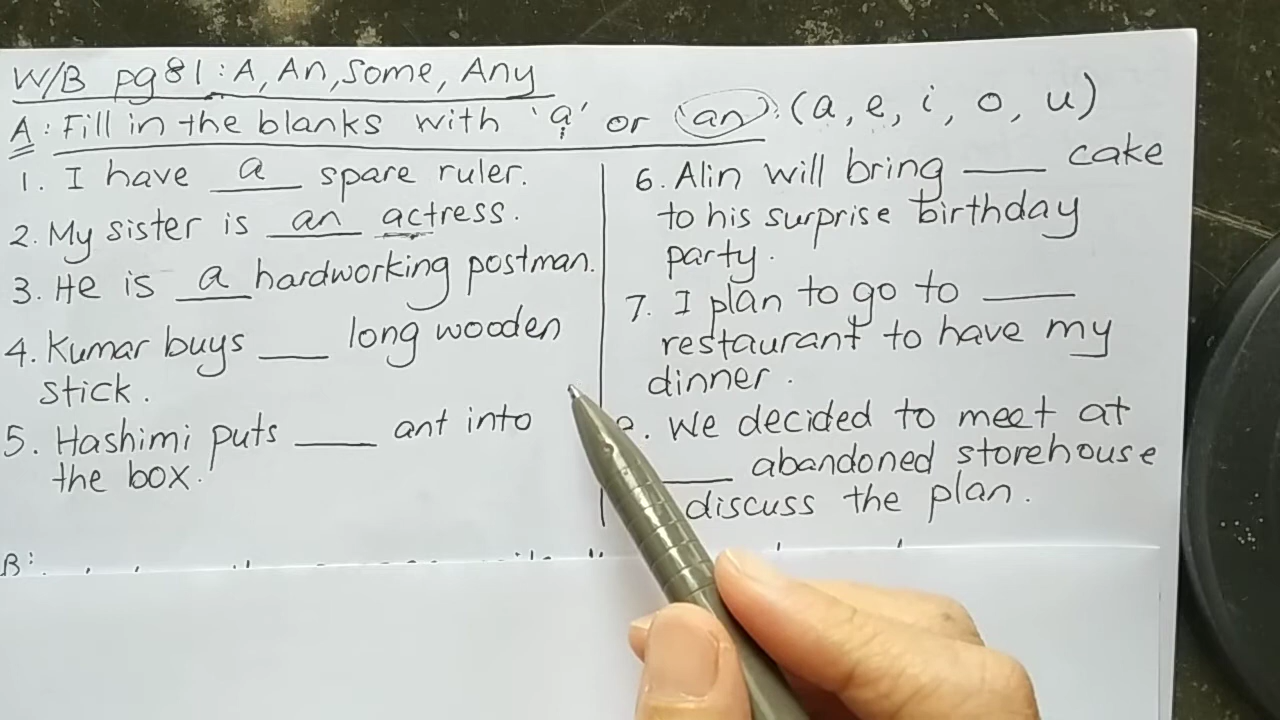 W/B pg 81 : A, An, Some, Any
A : Fill in the blanks with 'a' or 'an' : (a, e, i, o, u)
1. I have a spare ruler.
2. My sister is an actress.
3. He is a hardworking postman.
4. Kumar buys ___ long wooden
stick.
5. Hashimi puts ___ ant into
the box.
6. Alin will bring ___ cake
to his surprise birthday
party.
7. I plan to go to ___
restaurant to have my
dinner.
We decided to meet at
___ abandoned storehouse
discuss the plan.
B: